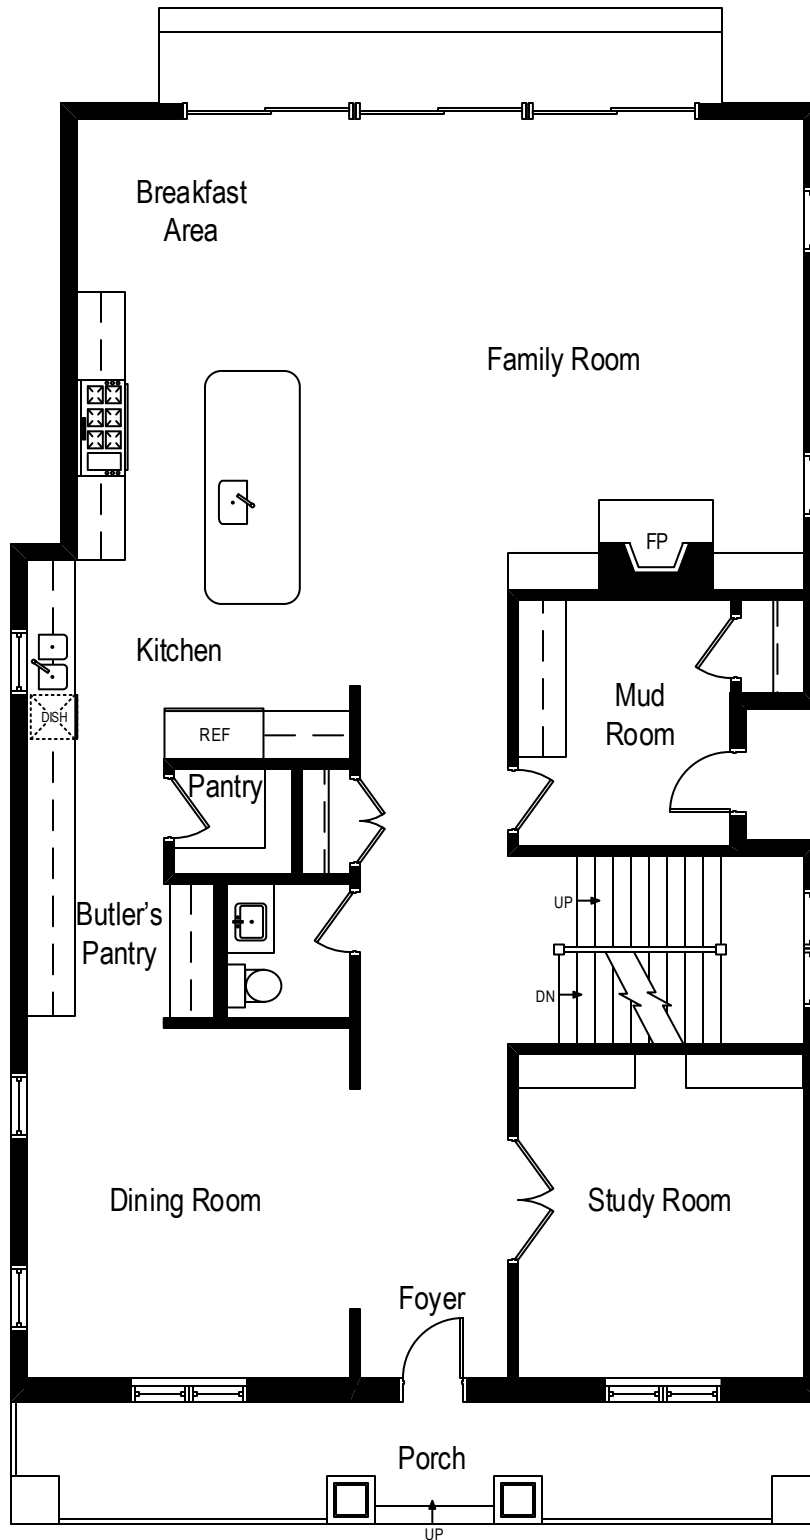 Breakfast
Area
Family Room
FP
Kitchen
Mud
Room
DISH
REF
Pantry
UP
Butler's
Pantry
DN
Dining Room
Study Room
Foyer
Porch
UP